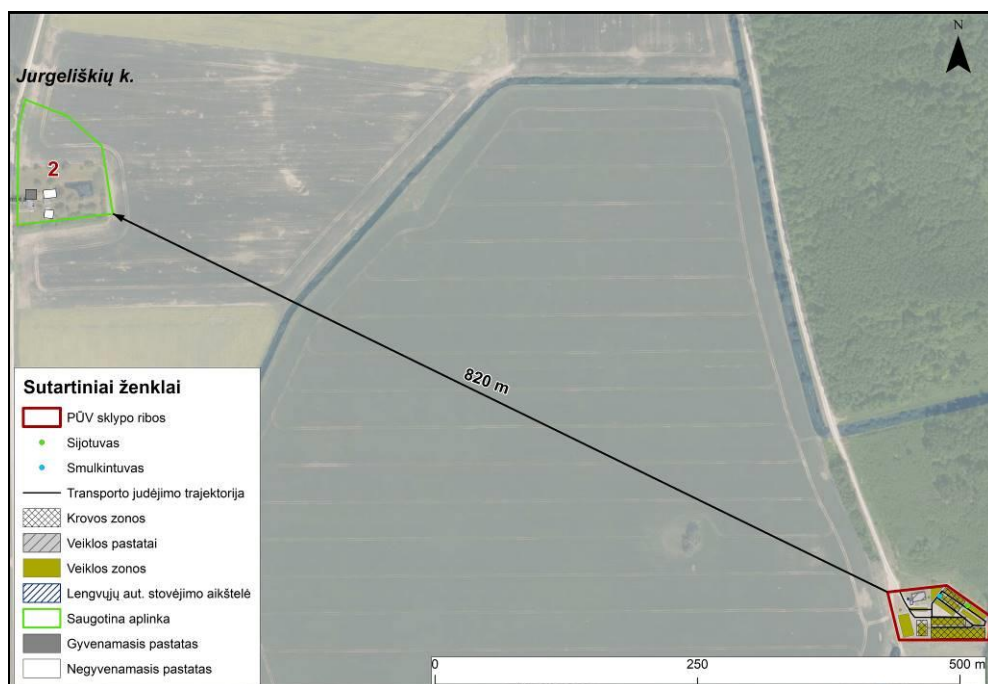 N
Jurgeliškių k.
2
820 m
Sutartiniai ženklai
PŪV sklypo ribos
Sijotuvas
Smulkintuvas
Transporto judėjimo trajektorija
Krovos zonos
Veiklos pastatai
Veiklos zonos
Lengvųjų aut. stovėjimo aikštelė
Saugotina aplinka
Gyvenamasis pastatas
Negyvenamasis pastatas
0 250 500 m